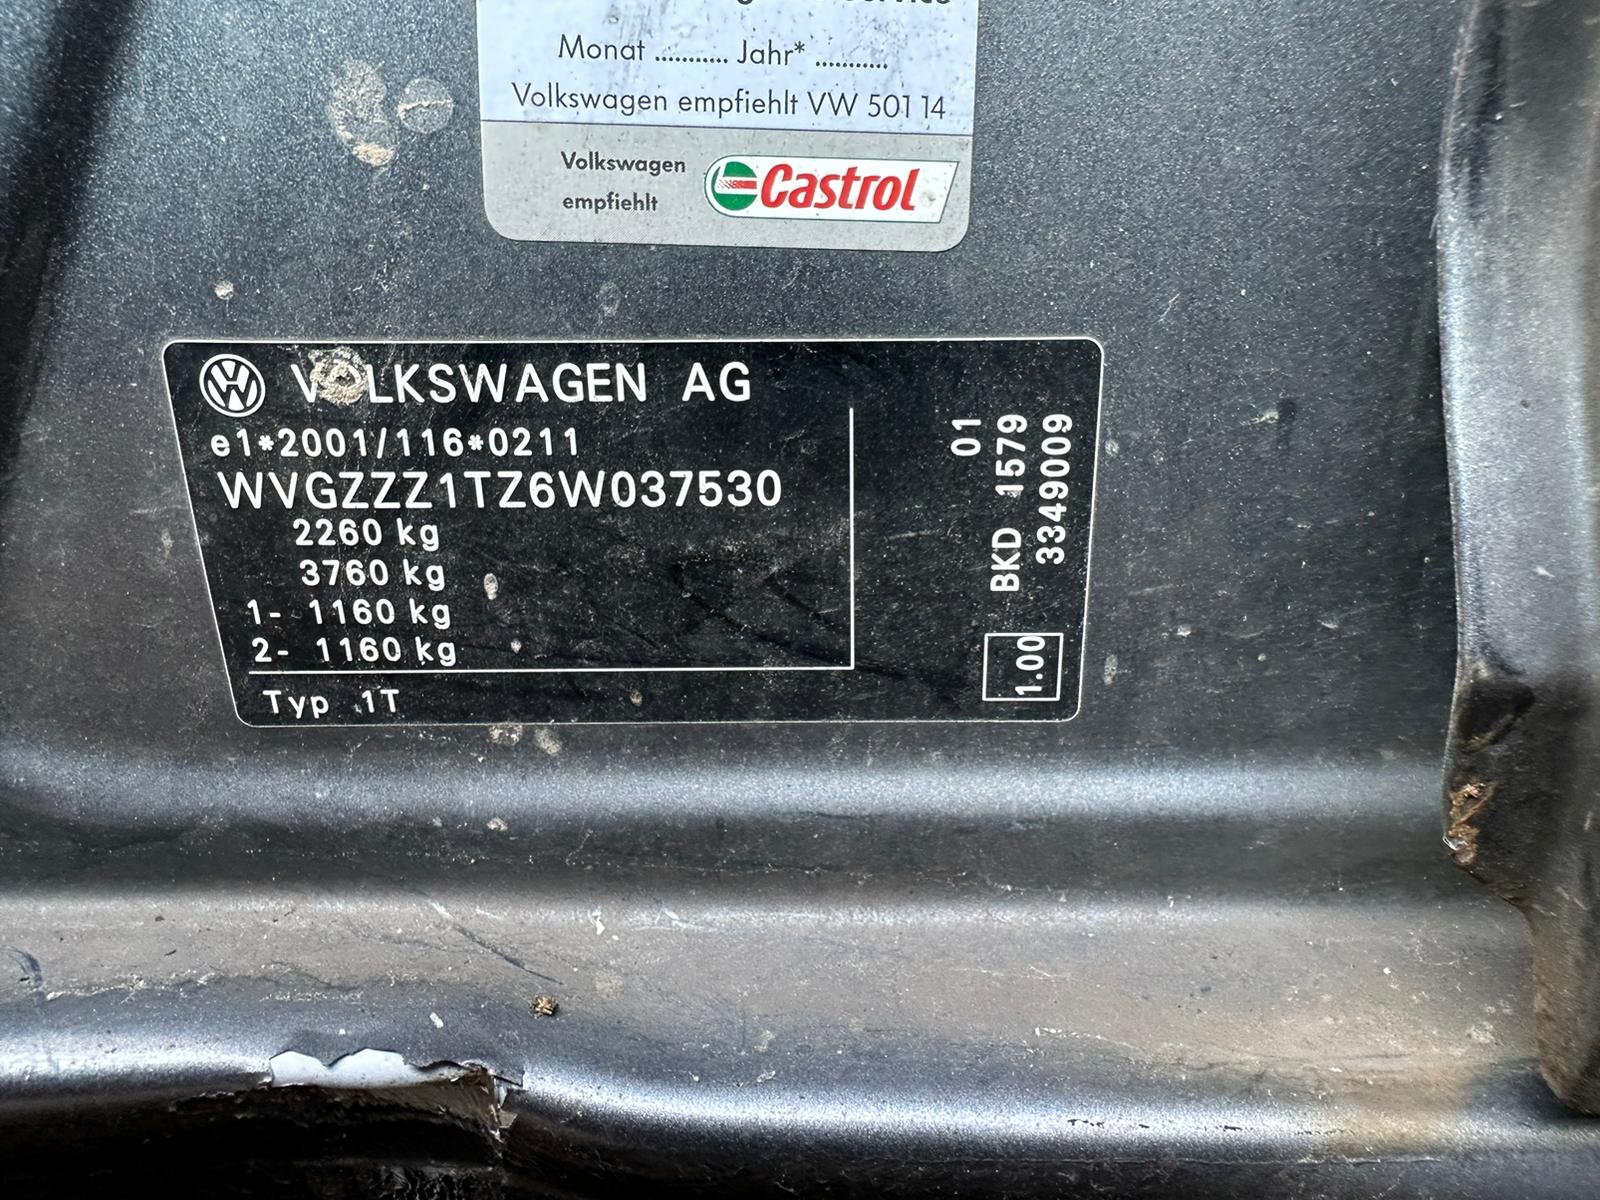 Monat ........... Jahr* ...........
Volkswagen empfiehlt VW 501 14
Volkswagen
empfiehlt
Castrol
VOLKSWAGEN AG
e1*2001/116*0211
WVGZZZ1TZ6W037530
2260 kg
3760 kg
1- 1160 kg
2- 1160 kg
Typ 1T
01
BKD 1579
3349009
1.00